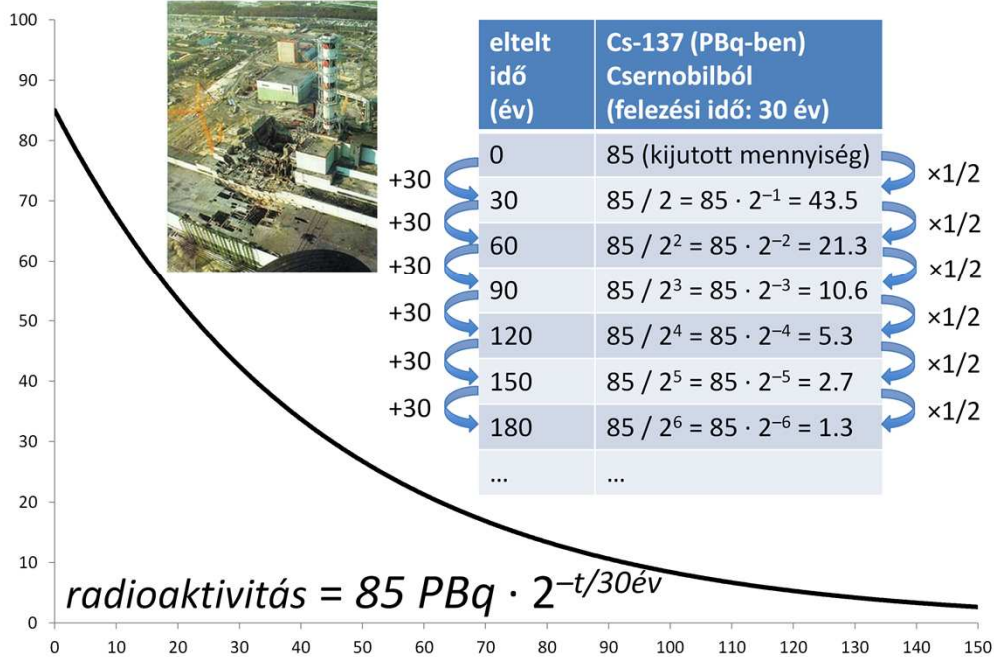 100
90
80
70
60
50
40
30
20
10
0
eltelt
idő
(év)
Cs-137 (PBq-ben)
Csernobilból
(felezési idő: 30 év)
0 85 (kijutott mennyiség)
30 85 / 2 = 85 · 2⁻¹ = 43.5
60 85 / 2² = 85 · 2⁻² = 21.3
90 85 / 2³ = 85 · 2⁻³ = 10.6
120 85 / 2⁴ = 85 · 2⁻⁴ = 5.3
150 85 / 2⁵ = 85 · 2⁻⁵ = 2.7
180 85 / 2⁶ = 85 · 2⁻⁶ = 1.3
... ...
+30
+30
+30
+30
+30
+30
×1/2
×1/2
×1/2
×1/2
×1/2
×1/2
radioaktivitás = 85 PBq · 2^–t/30év
0 10 20 30 40 50 60 70 80 90 100 110 120 130 140 150